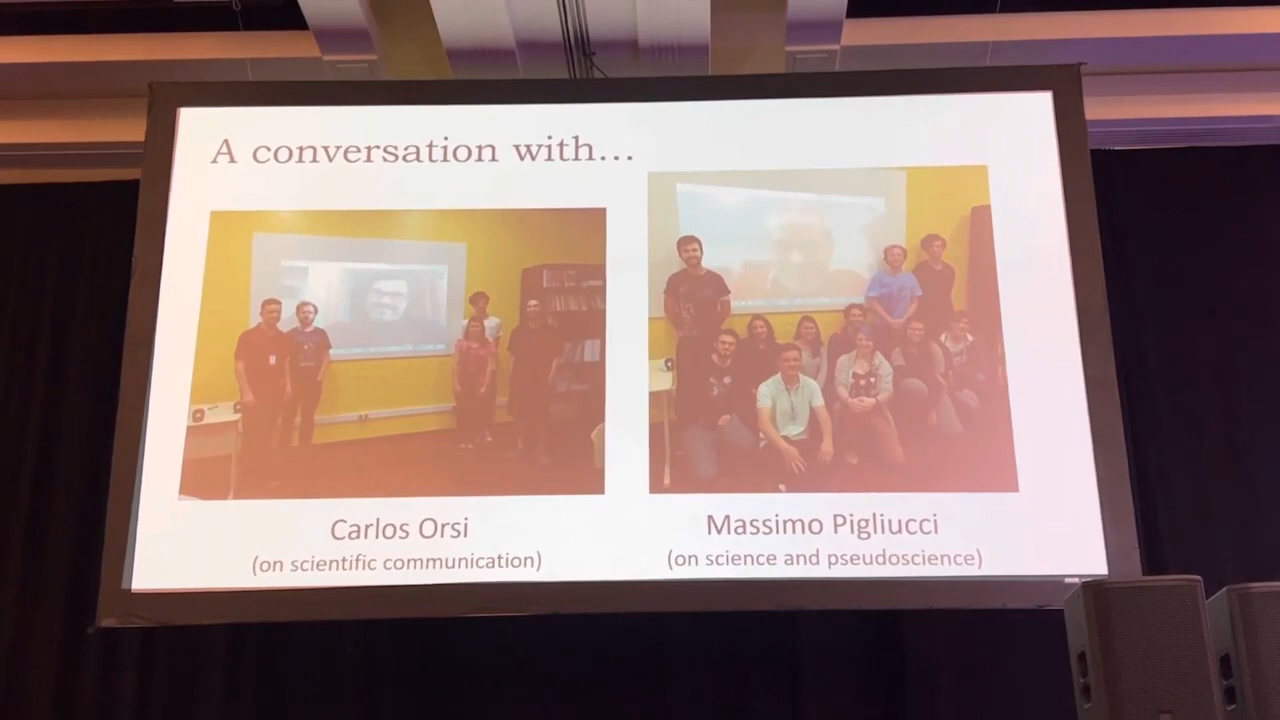 A conversation with...
Carlos Orsi
(on scientific communication)
Massimo Pigliucci
(on science and pseudoscience)